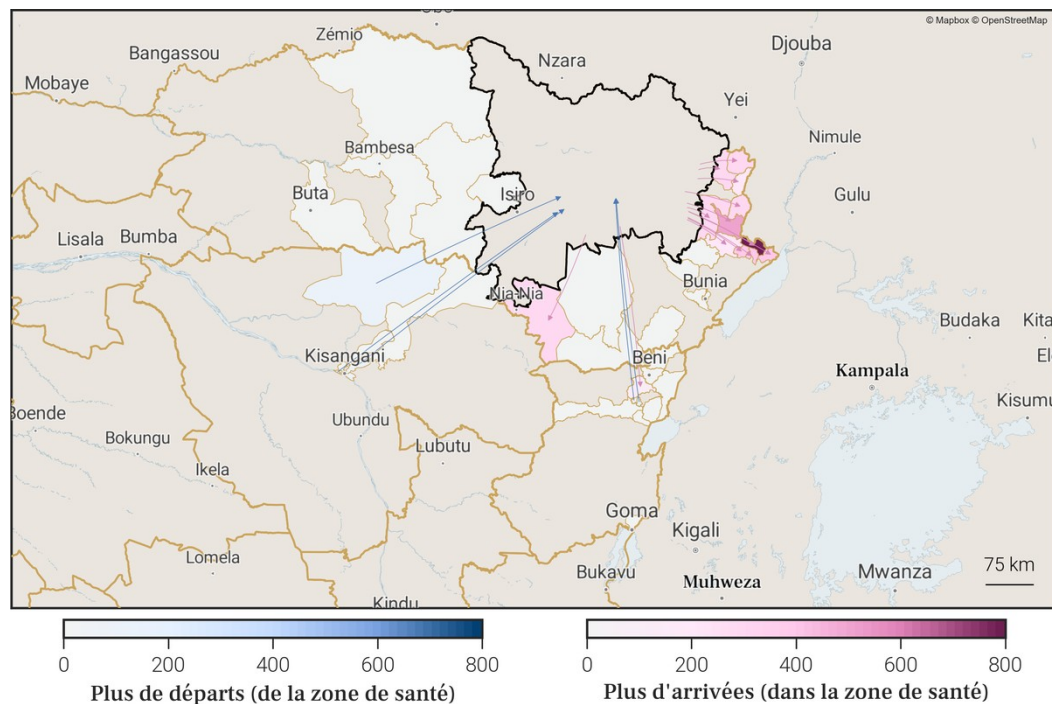 © Mapbox © OpenStreetMap
Zémio
Djouba
Bangassou
Nzara
Mobaye
Yei
Nimule
Bambesa
Buta
Isiro
Gulu
Lisala
Bumba
Bunia
Nia-Nia
Budaka
Kisangani
Beni
Kampala
Kisumu
Boende
Ubundu
Bokungu
Lubutu
Ikela
Goma
Kigali
Lomela
Bukavu
Muhweza
Mwanza
75 km
Kindu
0 200 400 600 800
0 200 400 600 800
Plus de départs (de la zone de santé)
Plus d'arrivées (dans la zone de santé)